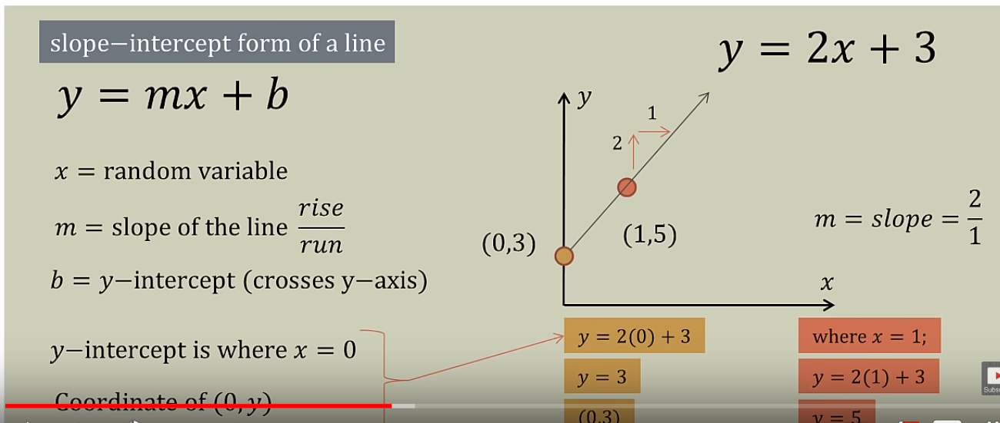 slope−intercept form of a line
y = mx + b
x = random variable
m = slope of the line rise/run
b = y−intercept (crosses y−axis)
y−intercept is where x = 0
Coordinate of (0, y)
y = 2x + 3
y
1
2
(0,3)
(1,5)
m = slope = 2/1
x
y = 2(0) + 3
y = 3
(0,3)
where x = 1;
y = 2(1) + 3
y = 5
Subs